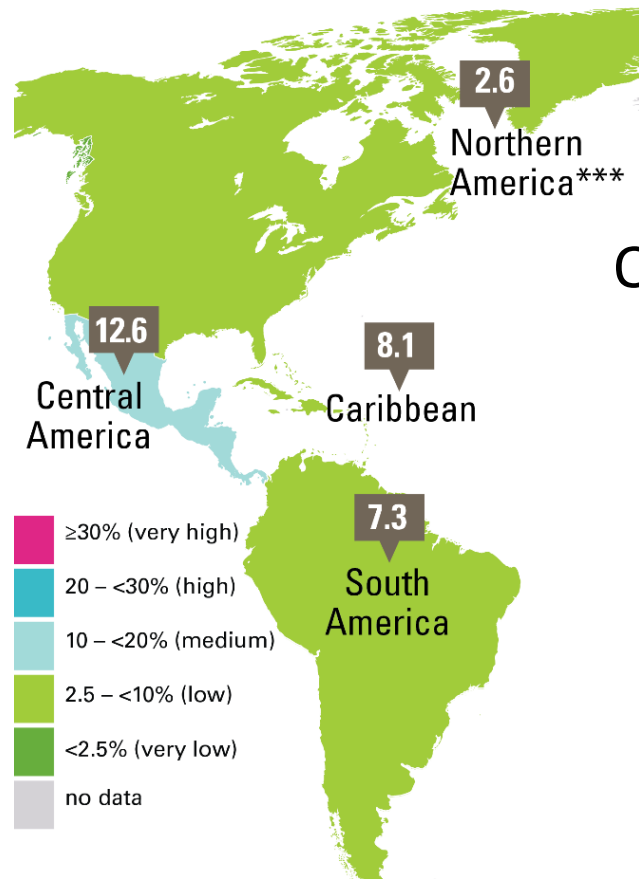 2.6
Northern
America***
C
12.6
Central
America
8.1
Caribbean
7.3
South
America
≥30% (very high)
20 – <30% (high)
10 – <20% (medium)
2.5 – <10% (low)
<2.5% (very low)
no data